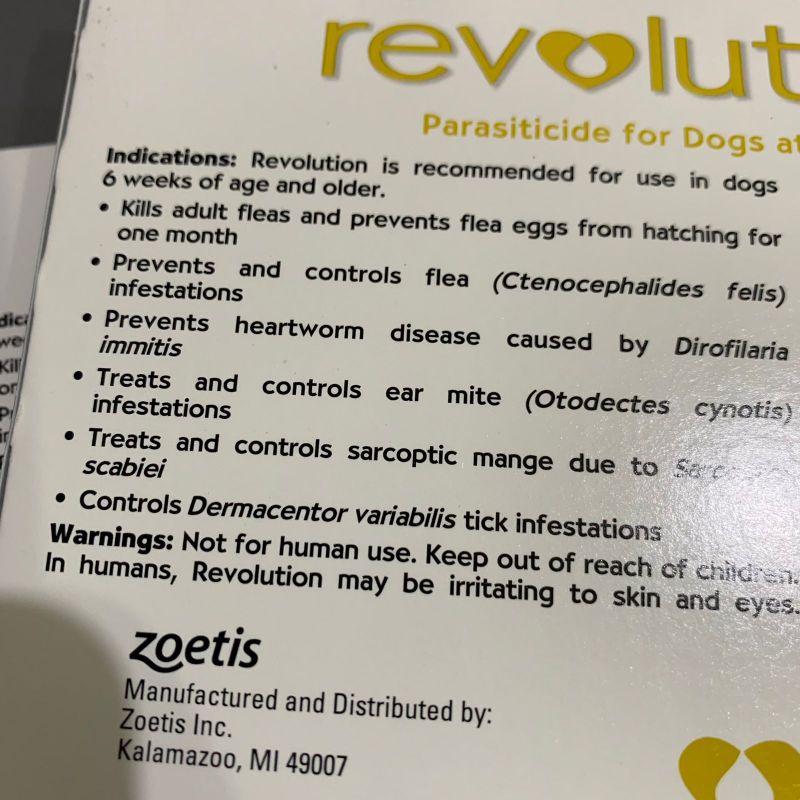 revolut
Parasiticide for Dogs at
Indications: Revolution is recommended for use in dogs
6 weeks of age and older.
• Kills adult fleas and prevents flea eggs from hatching for
one month
• Prevents and controls flea (Ctenocephalides felis)
infestations
• Prevents heartworm disease caused by Dirofilaria
immitis
• Treats and controls ear mite (Otodectes cynotis)
infestations
• Treats and controls sarcoptic mange due to
scabiei
• Controls Dermacentor variabilis tick infestations
Warnings: Not for human use. Keep out of reach of children.
In humans, Revolution may be irritating to skin and eyes.
zoetis
Manufactured and Distributed by:
Zoetis Inc.
Kalamazoo, MI 49007